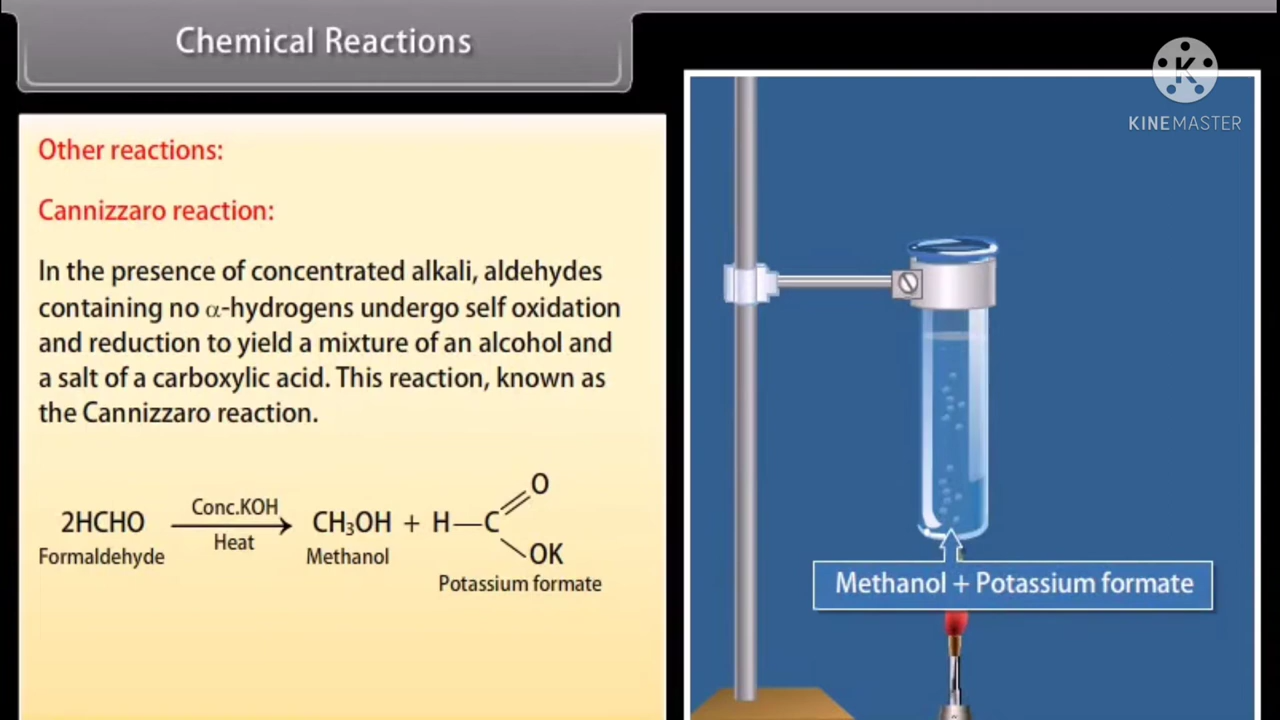 Chemical Reactions
KINEMASTER
Other reactions:
Cannizzaro reaction:
In the presence of concentrated alkali, aldehydes
containing no α-hydrogens undergo self oxidation
and reduction to yield a mixture of an alcohol and
a salt of a carboxylic acid. This reaction, known as
the Cannizzaro reaction.
O
Conc.KOH
2HCHO CH₃OH + H—C
Heat
OK
Formaldehyde Methanol
Potassium formate
Methanol + Potassium formate